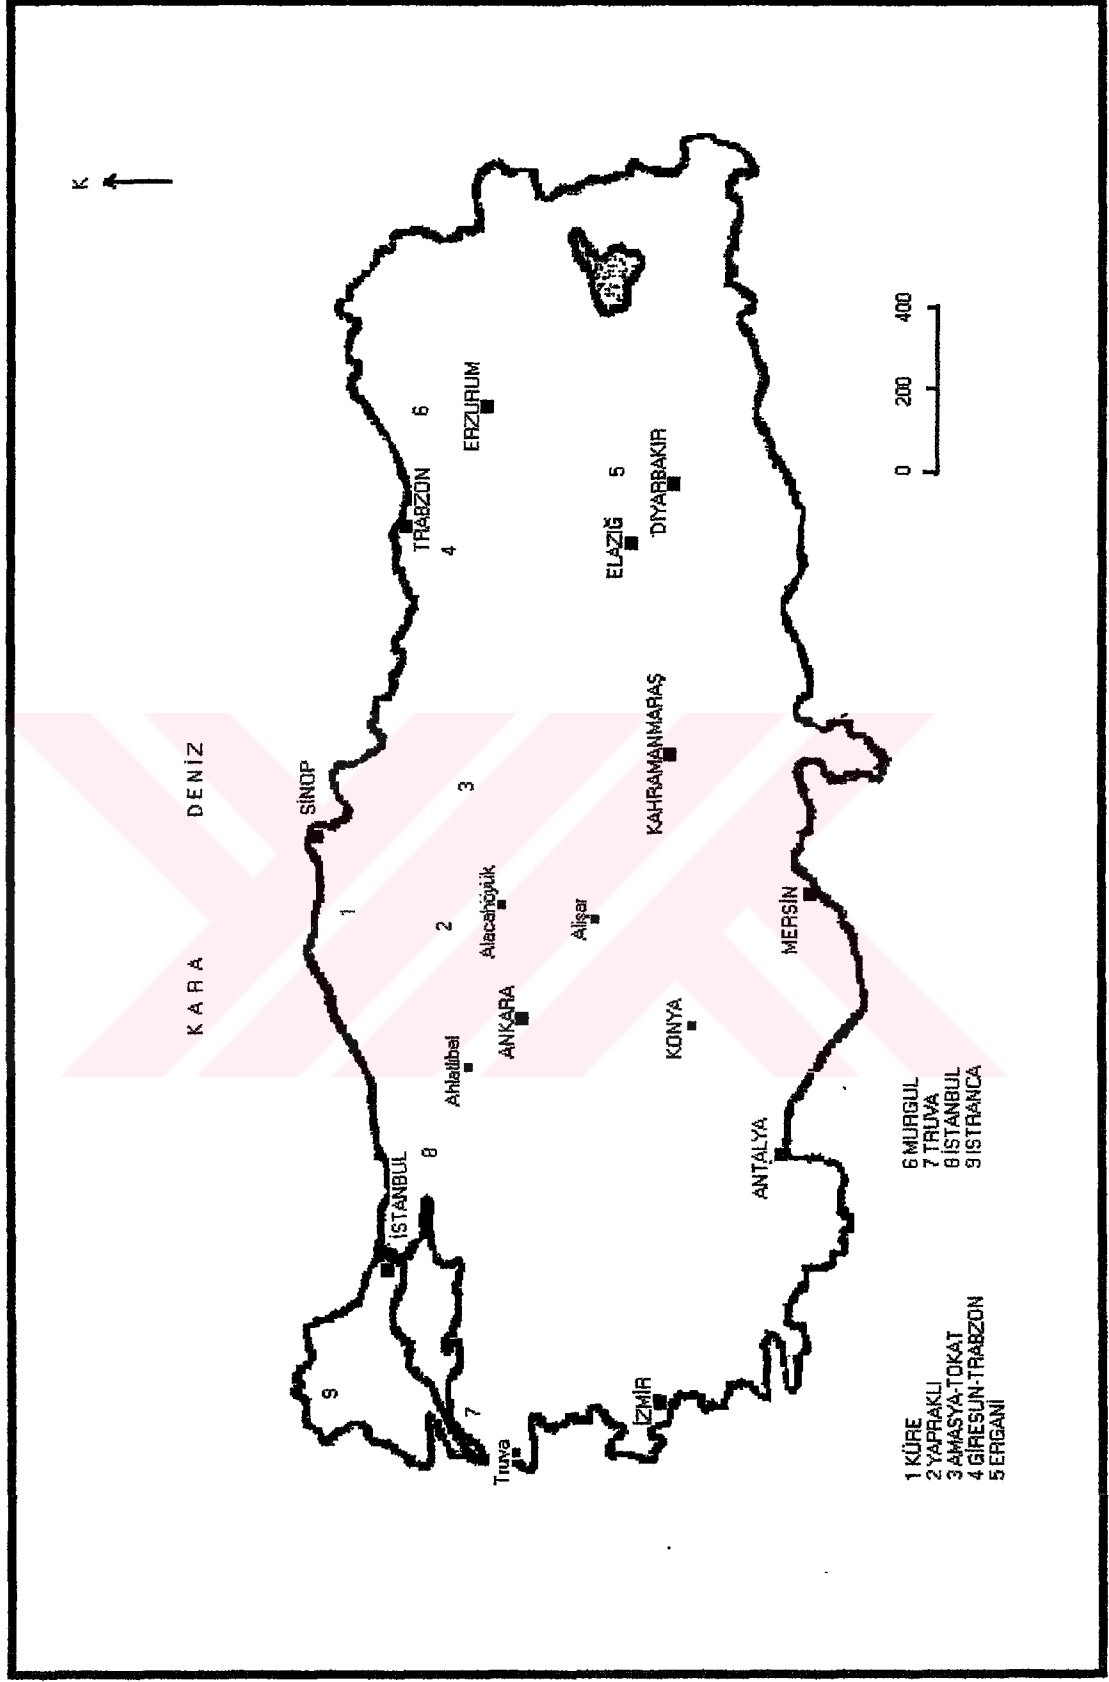 K
KARA DENİZ
SİNOP
TRABZON
ERZURUM
İSTANBUL
Ahlatlıbel
ANKARA
Alacahöyük
Alişar
ELAZIĞ
DİYARBAKIR
KAHRAMANMARAŞ
KONYA
MERSİN
ANTALYA
İZMİR
Truva
1
2
3
4
5
6
7
8
9
0 200 400
1 KÜRE
2 YAPRAKLI
3 AMASYA-TOKAT
4 GİRESUN-TRABZON
5 ERGANİ
6 MURGUL
7 TRUVA
8 İSTANBUL
9 ISTRANCA